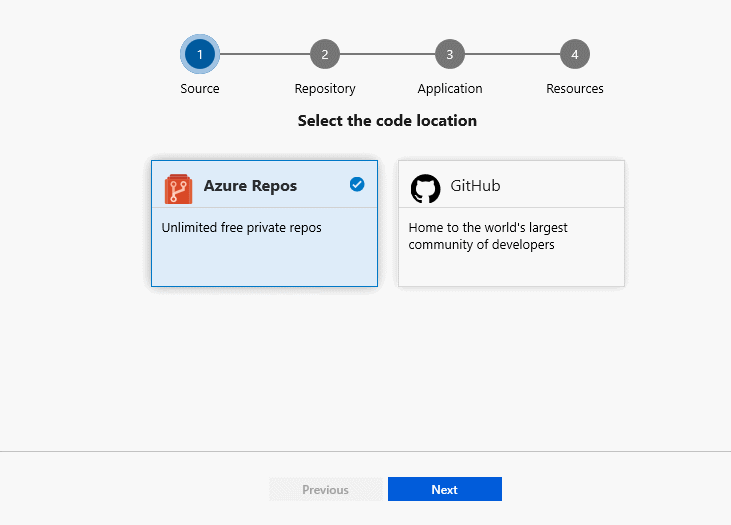 1 2 3 4
Source Repository Application Resources
Select the code location
Azure Repos
Unlimited free private repos
GitHub
Home to the world's largest
community of developers
Previous Next